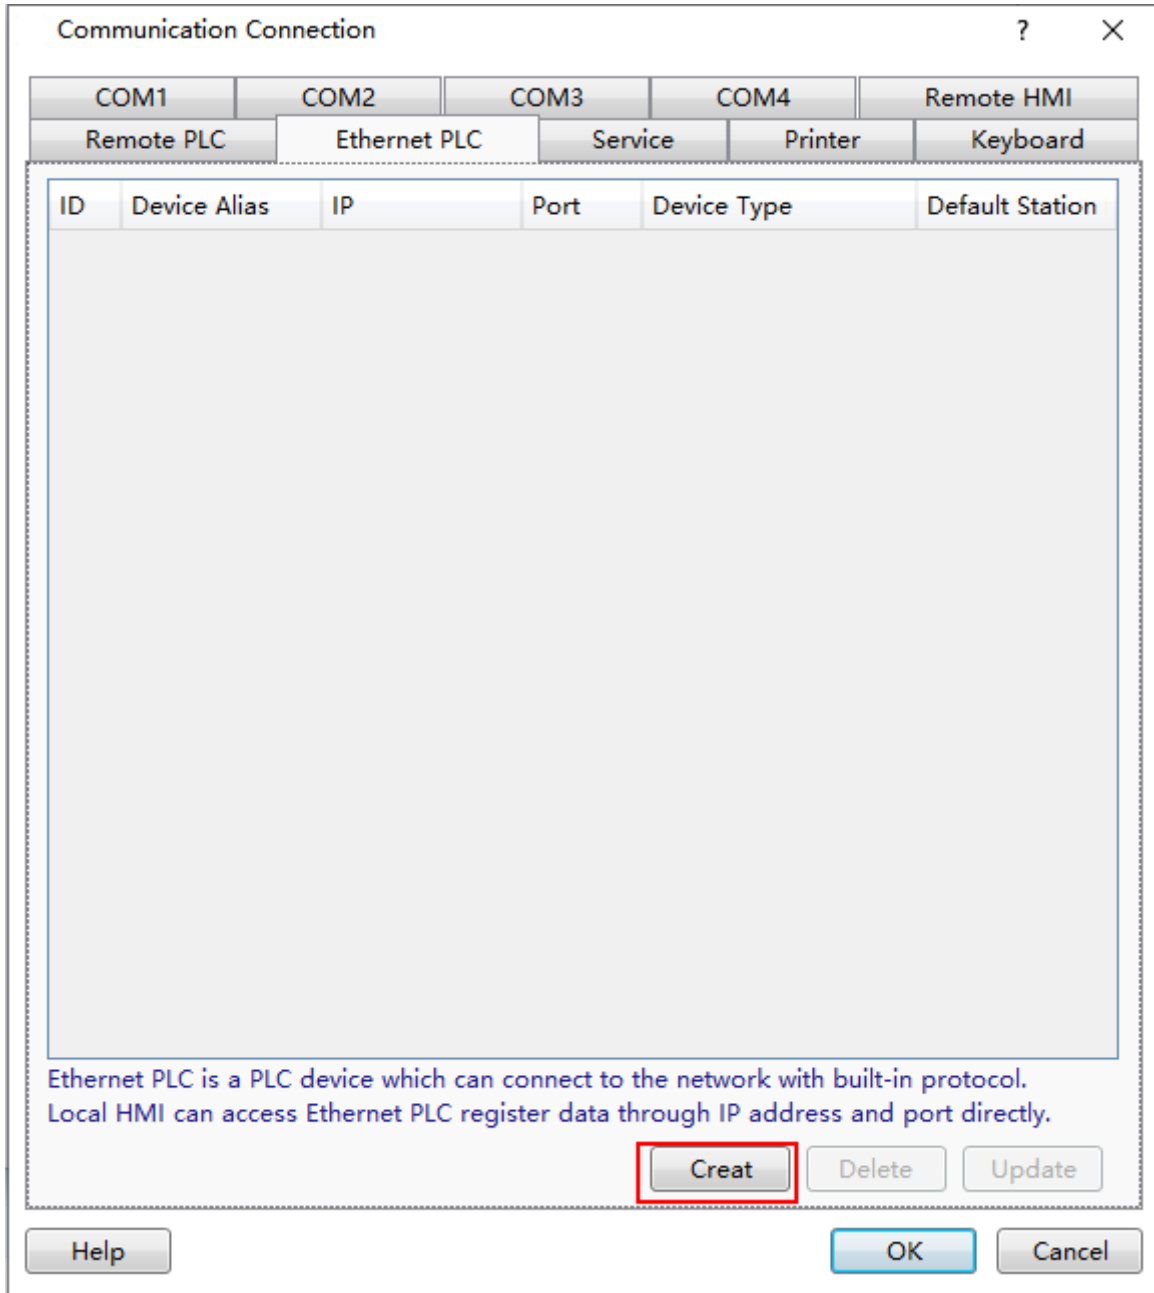 Communication Connection ?
COM1 COM2 COM3 COM4 Remote HMI
Remote PLC Ethernet PLC Service Printer Keyboard
ID Device Alias IP Port Device Type Default Station
Ethernet PLC is a PLC device which can connect to the network with built-in protocol.
Local HMI can access Ethernet PLC register data through IP address and port directly.
Creat Delete Update
Help OK Cancel